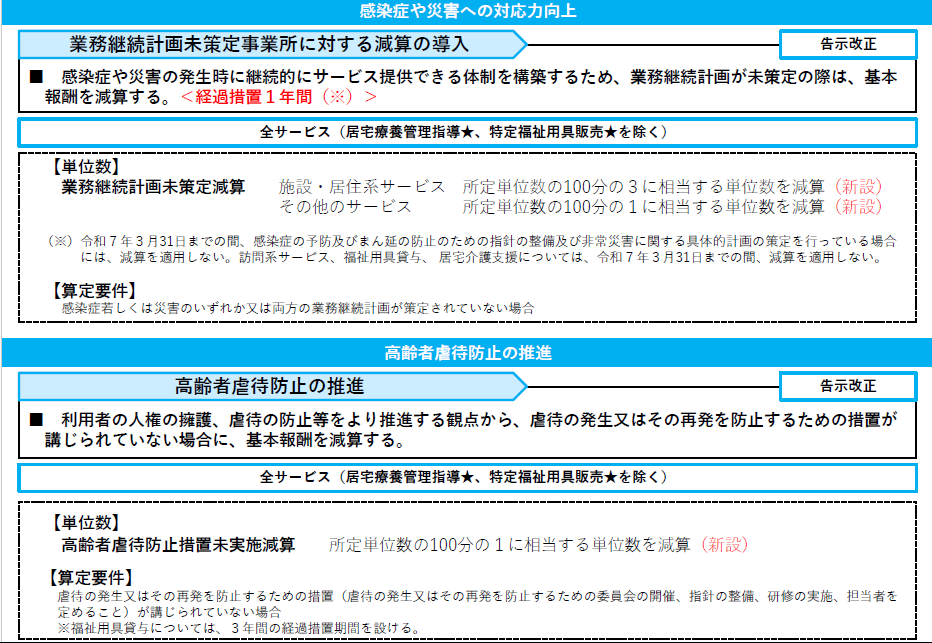 感染症や災害への対応力向上
業務継続計画未策定事業所に対する減算の導入
告示改正
■ 感染症や災害の発生時に継続的にサービス提供できる体制を構築するため、業務継続計画が未策定の際は、基本
報酬を減算する。＜経過措置１年間（※）＞
全サービス（居宅療養管理指導★、特定福祉用具販売★を除く）
【単位数】
業務継続計画未策定減算 施設・居住系サービス 所定単位数の100分の３に相当する単位数を減算（新設）
その他のサービス 所定単位数の100分の１に相当する単位数を減算（新設）
（※）令和７年３月31日までの間、感染症の予防及びまん延の防止のための指針の整備及び非常災害に関する具体的計画の策定を行っている場合
には、減算を適用しない。訪問系サービス、福祉用具貸与、 居宅介護支援については、令和７年３月31日までの間、減算を適用しない。
【算定要件】
感染症若しくは災害のいずれか又は両方の業務継続計画が策定されていない場合
高齢者虐待防止の推進
高齢者虐待防止の推進
告示改正
■ 利用者の人権の擁護、虐待の防止等をより推進する観点から、虐待の発生又はその再発を防止するための措置が
講じられていない場合に、基本報酬を減算する。
全サービス（居宅療養管理指導★、特定福祉用具販売★を除く）
【単位数】
高齢者虐待防止措置未実施減算 所定単位数の100分の１に相当する単位数を減算（新設）
【算定要件】
虐待の発生又はその再発を防止するための措置（虐待の発生又はその再発を防止するための委員会の開催、指針の整備、研修の実施、担当者を
定めること）が講じられていない場合
※福祉用具貸与については、３年間の経過措置期間を設ける。